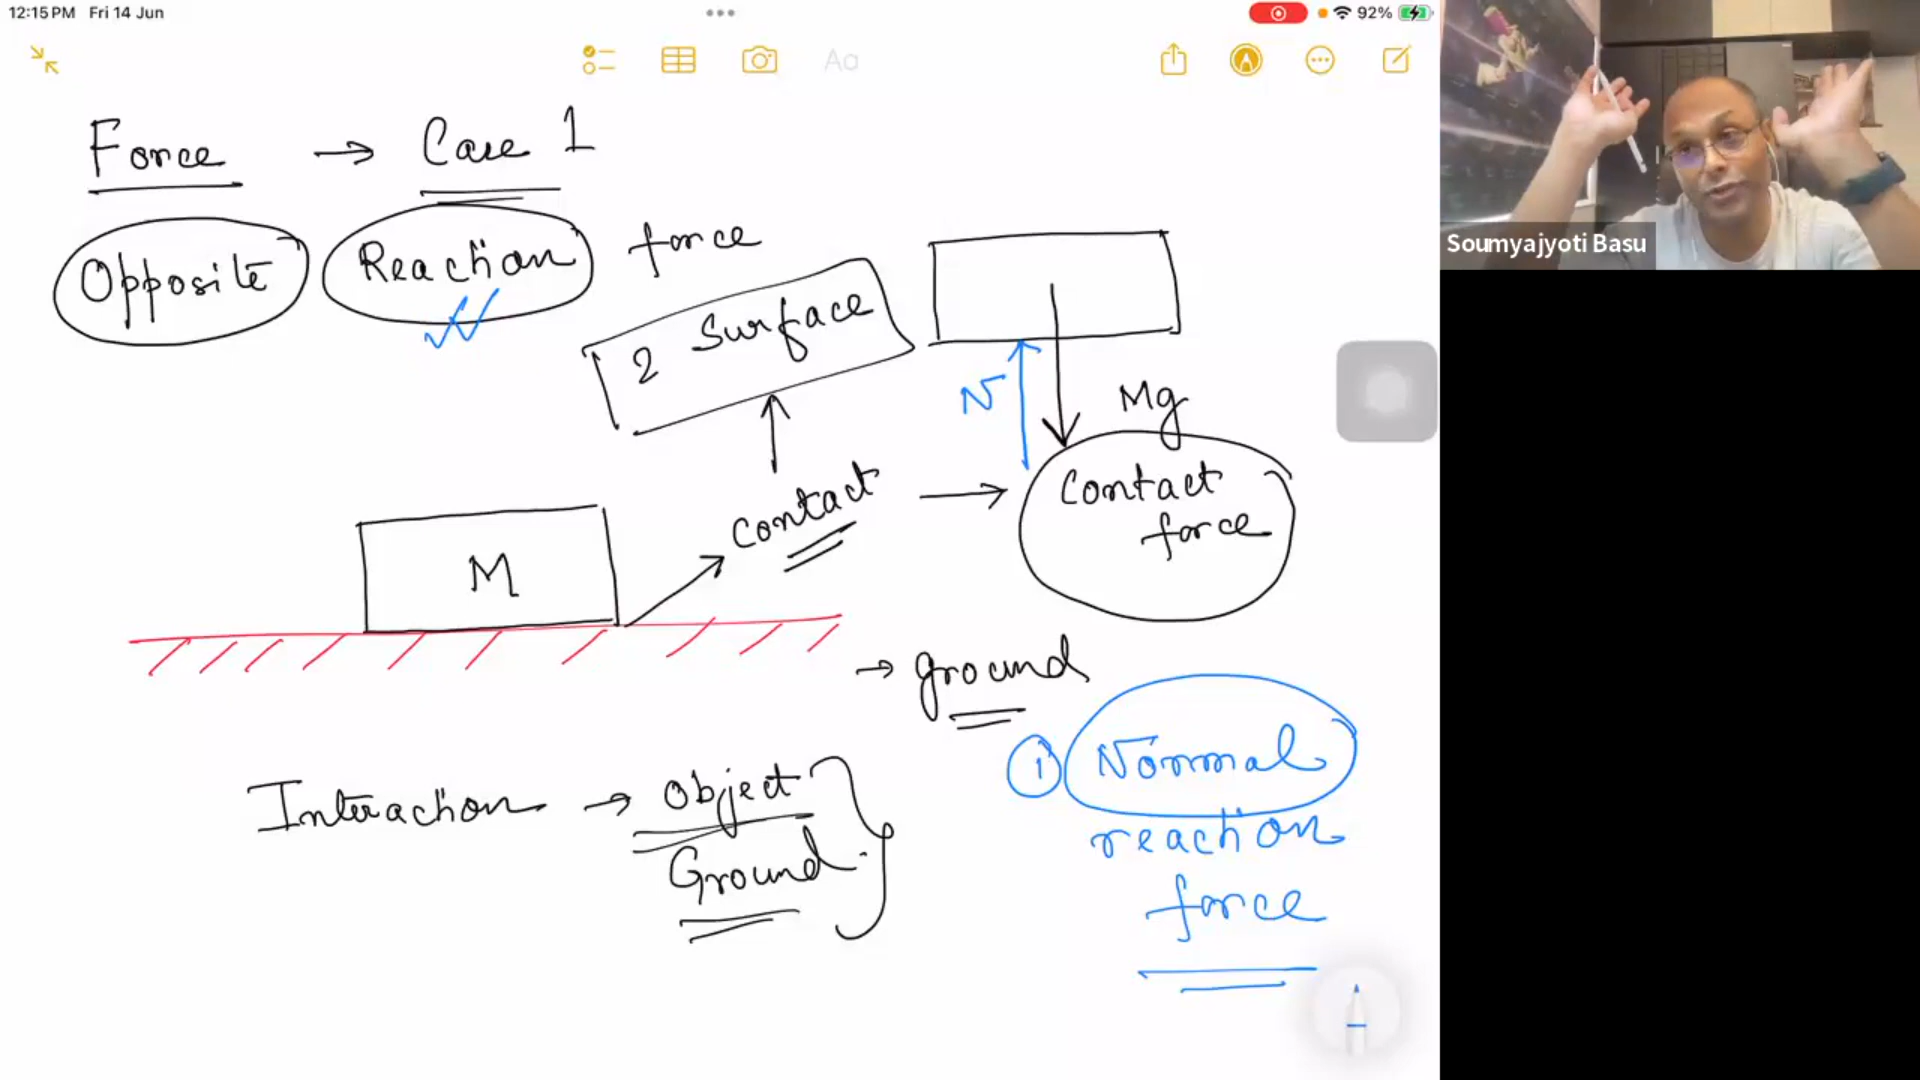 12:15 PM Fri 14 Jun
92%
Aa
Force → Case 1
Opposite Reaction force
2 Surface
N
Mg
Contact → Contact
force
M
→ ground
① Normal
reaction
force
Interaction → Object
Ground
Soumyajyoti Basu